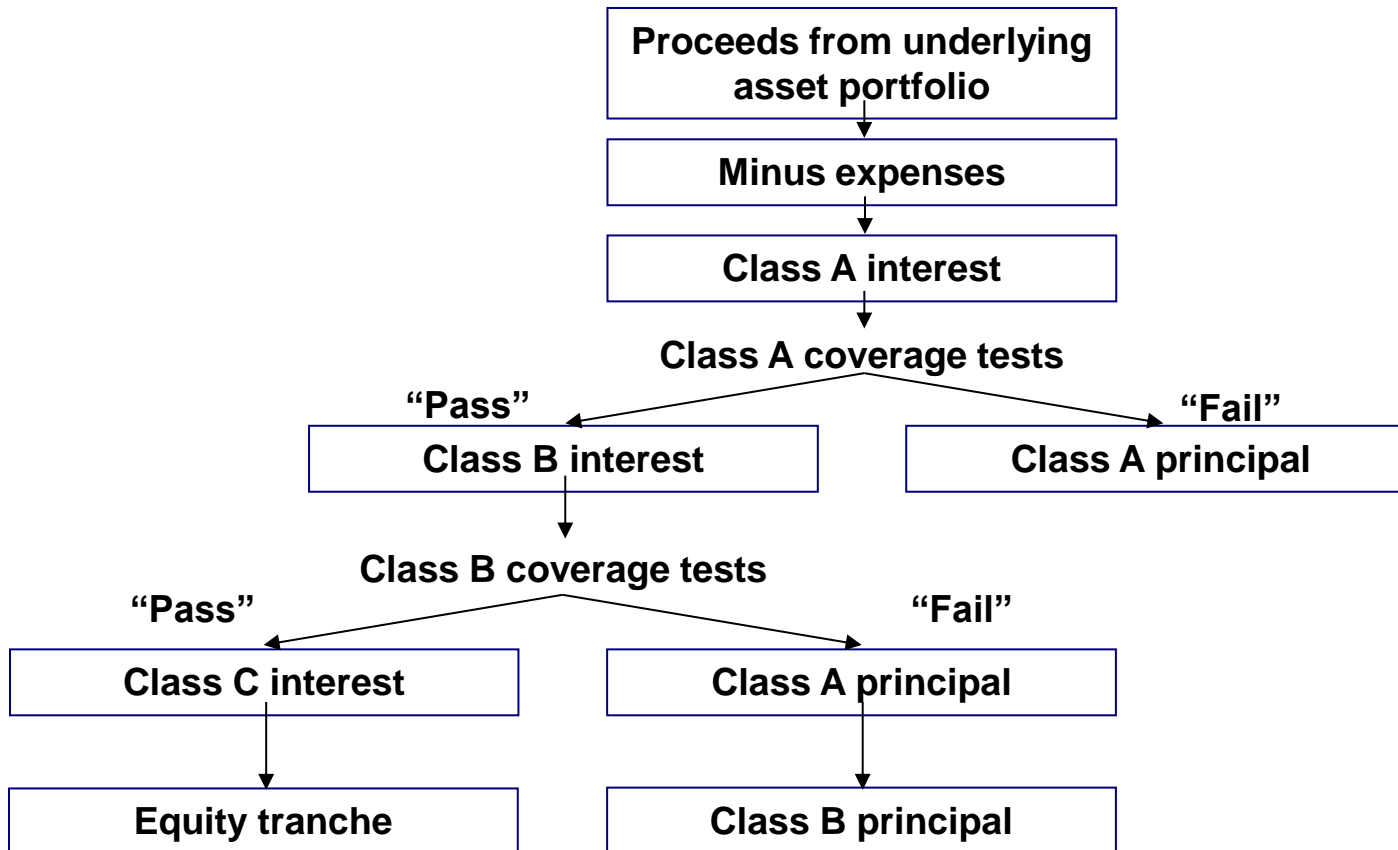 Proceeds from underlying
asset portfolio
Minus expenses
Class A interest
Class A coverage tests
“Pass”
“Fail”
Class B interest
Class A principal
Class B coverage tests
“Pass”
“Fail”
Class C interest
Class A principal
Equity tranche
Class B principal